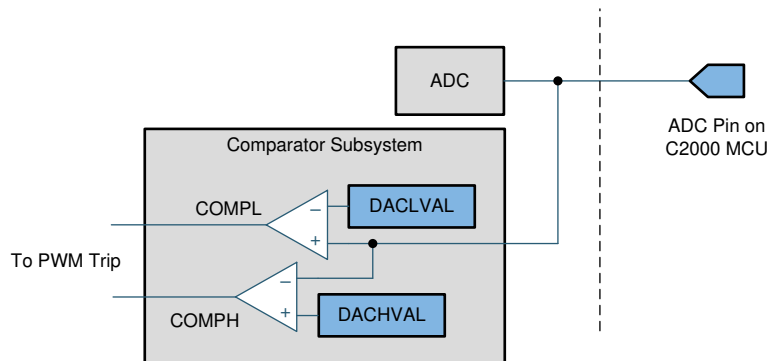 ADC
ADC Pin on
C2000 MCU
Comparator Subsystem
COMPL
−
DACLVAL
+
To PWM Trip
−
COMPH
+
DACHVAL